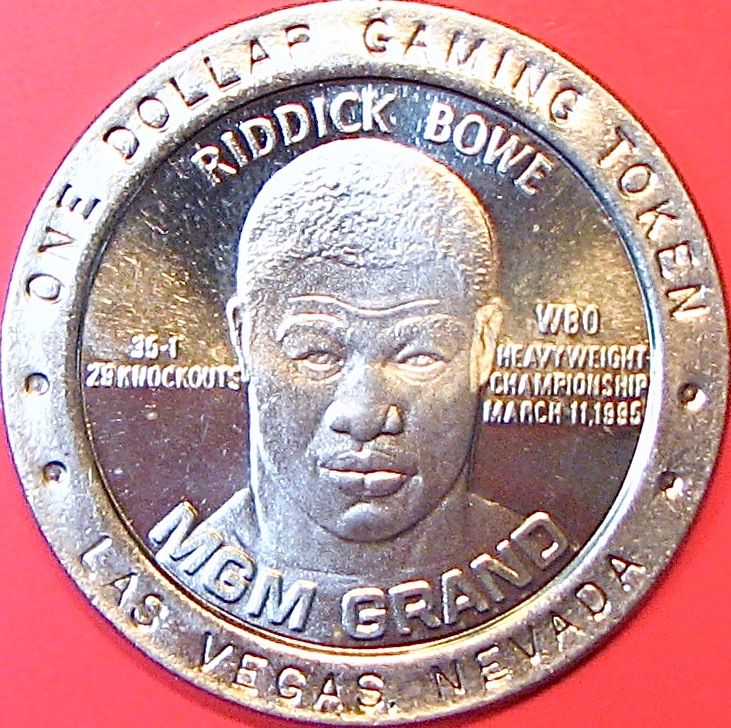 ONE DOLLAR GAMING TOKEN
RIDDICK BOWE
35-1
29 KNOCKOUTS
WBO
HEAVYWEIGHT
CHAMPIONSHIP
MARCH 11, 1995
MGM GRAND
LAS VEGAS, NEVADA